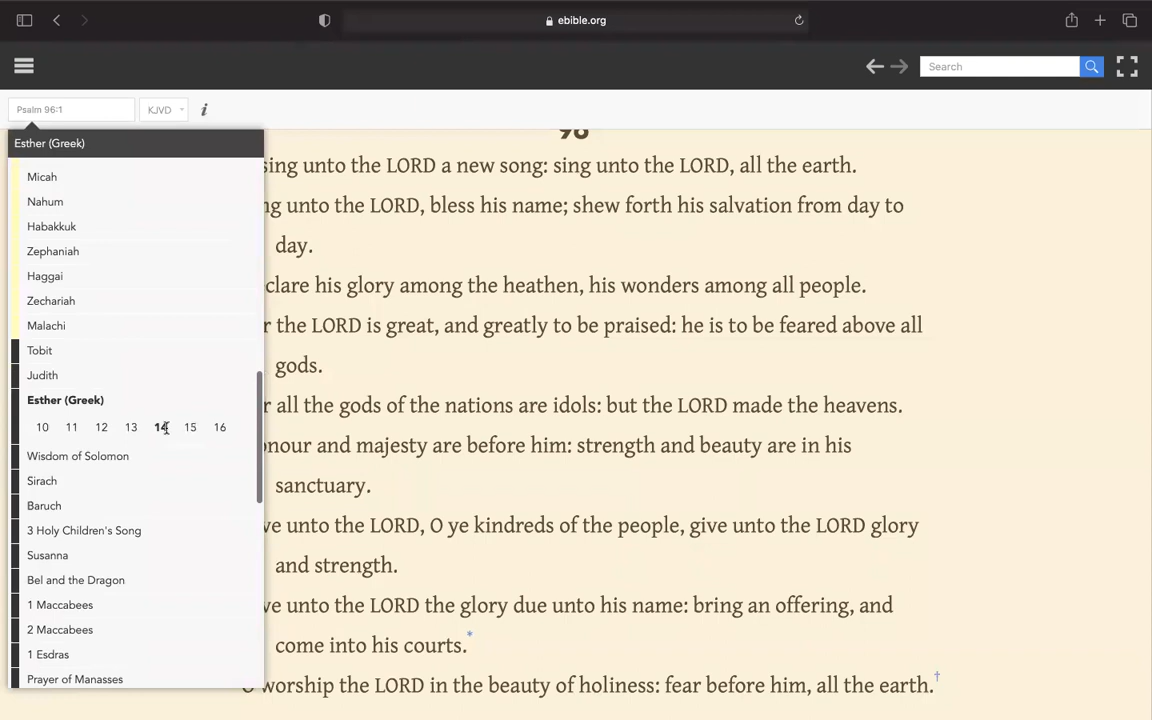 ebible.org
Search
Psalm 96:1
KJVD
i
Esther (Greek)
Micah
Nahum
Habakkuk
Zephaniah
Haggai
Zechariah
Malachi
Tobit
Judith
Esther (Greek)
10 11 12 13 14 15 16
Wisdom of Solomon
Sirach
Baruch
3 Holy Children's Song
Susanna
Bel and the Dragon
1 Maccabees
2 Maccabees
1 Esdras
Prayer of Manasses
96
sing unto the LORD a new song: sing unto the LORD, all the earth.
unto the LORD, bless his name; shew forth his salvation from day to
day.
his glory among the heathen, his wonders among all people.
the LORD is great, and greatly to be praised: he is to be feared above all
gods.
all the gods of the nations are idols: but the LORD made the heavens.
and majesty are before him: strength and beauty are in his
sanctuary.
unto the LORD, O ye kindreds of the people, give unto the LORD glory
and strength.
unto the LORD the glory due unto his name: bring an offering, and
come into his courts.*
O worship the LORD in the beauty of holiness: fear before him, all the earth.†